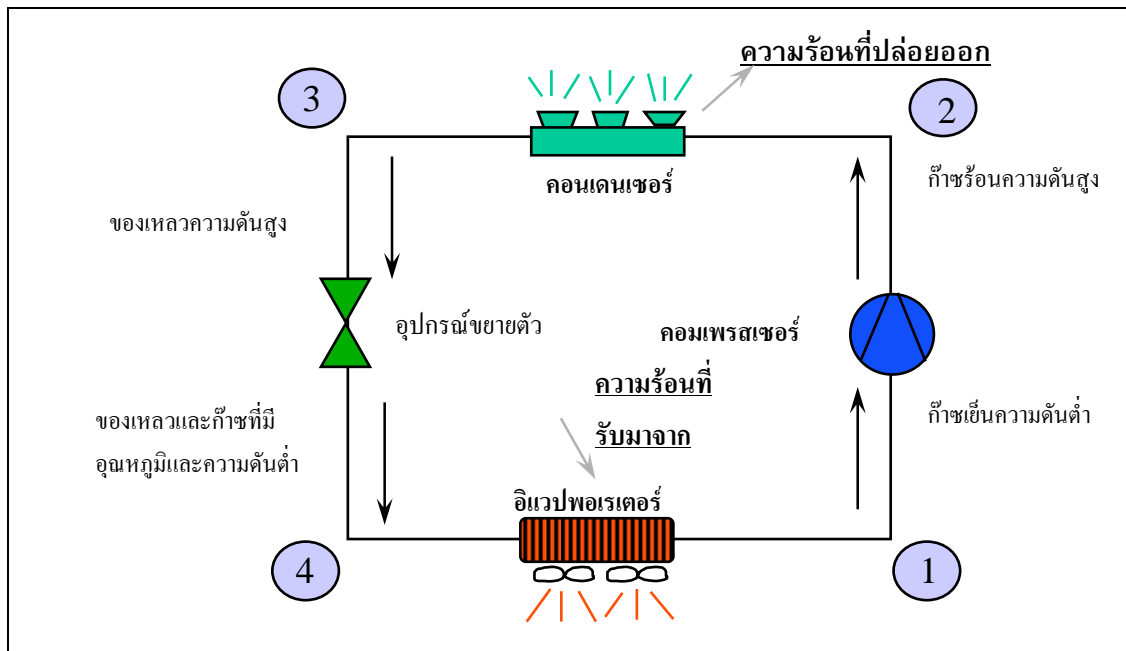 ความร้อนที่ปล่อยออก
3
2
คอนเดนเซอร์
ก๊าซร้อนความดันสูง
ของเหลวความดันสูง
อุปกรณ์ขยายตัว
คอมเพรสเซอร์
ความร้อนที่
รับมาจาก
ของเหลวและก๊าซที่มี
อุณหภูมิและความดันต่ำ
ก๊าซเย็นความดันต่ำ
อิแวปพอเรเตอร์
4
1